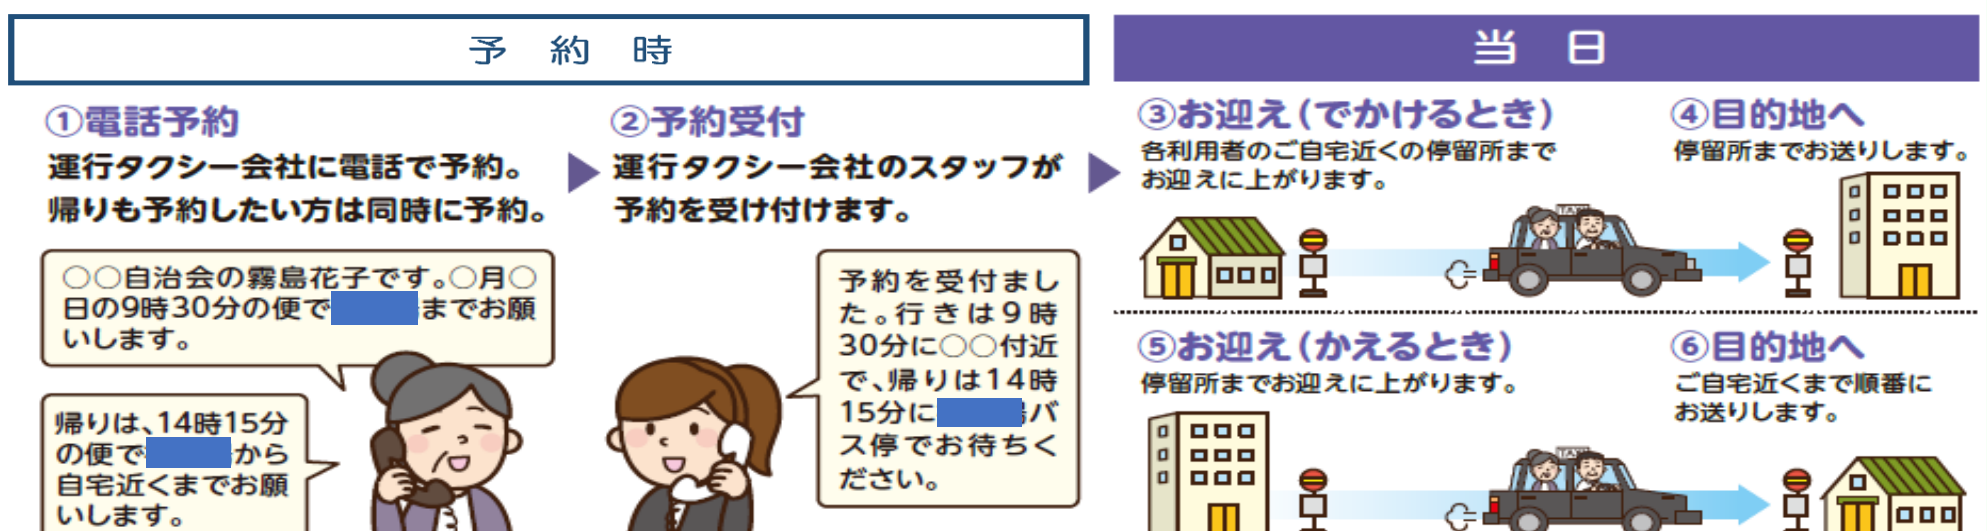 予約時
①電話予約
運行タクシー会社に電話で予約。
帰りも予約したい方は同時に予約。
○○自治会の霧島花子です。○月○
日の9時30分の便で
までお願
いします。
帰りは、14時15分
の便で
から
自宅近くまでお願
いします。
②予約受付
運行タクシー会社のスタッフが
予約を受け付けます。
予約を受付まし
た。行きは9時
30分に○○付近
で、帰りは14時
15分に
バ
ス停でお待ちく
ださい。
当日
③お迎え(でかけるとき)
各利用者のご自宅近くの停留所まで
お迎えに上がります。
④目的地へ
停留所までお送りします。
TAXI
⑤お迎え(かえるとき)
停留所までお迎えに上がります。
⑥目的地へ
ご自宅近くまで順番に
お送りします。
TAXI